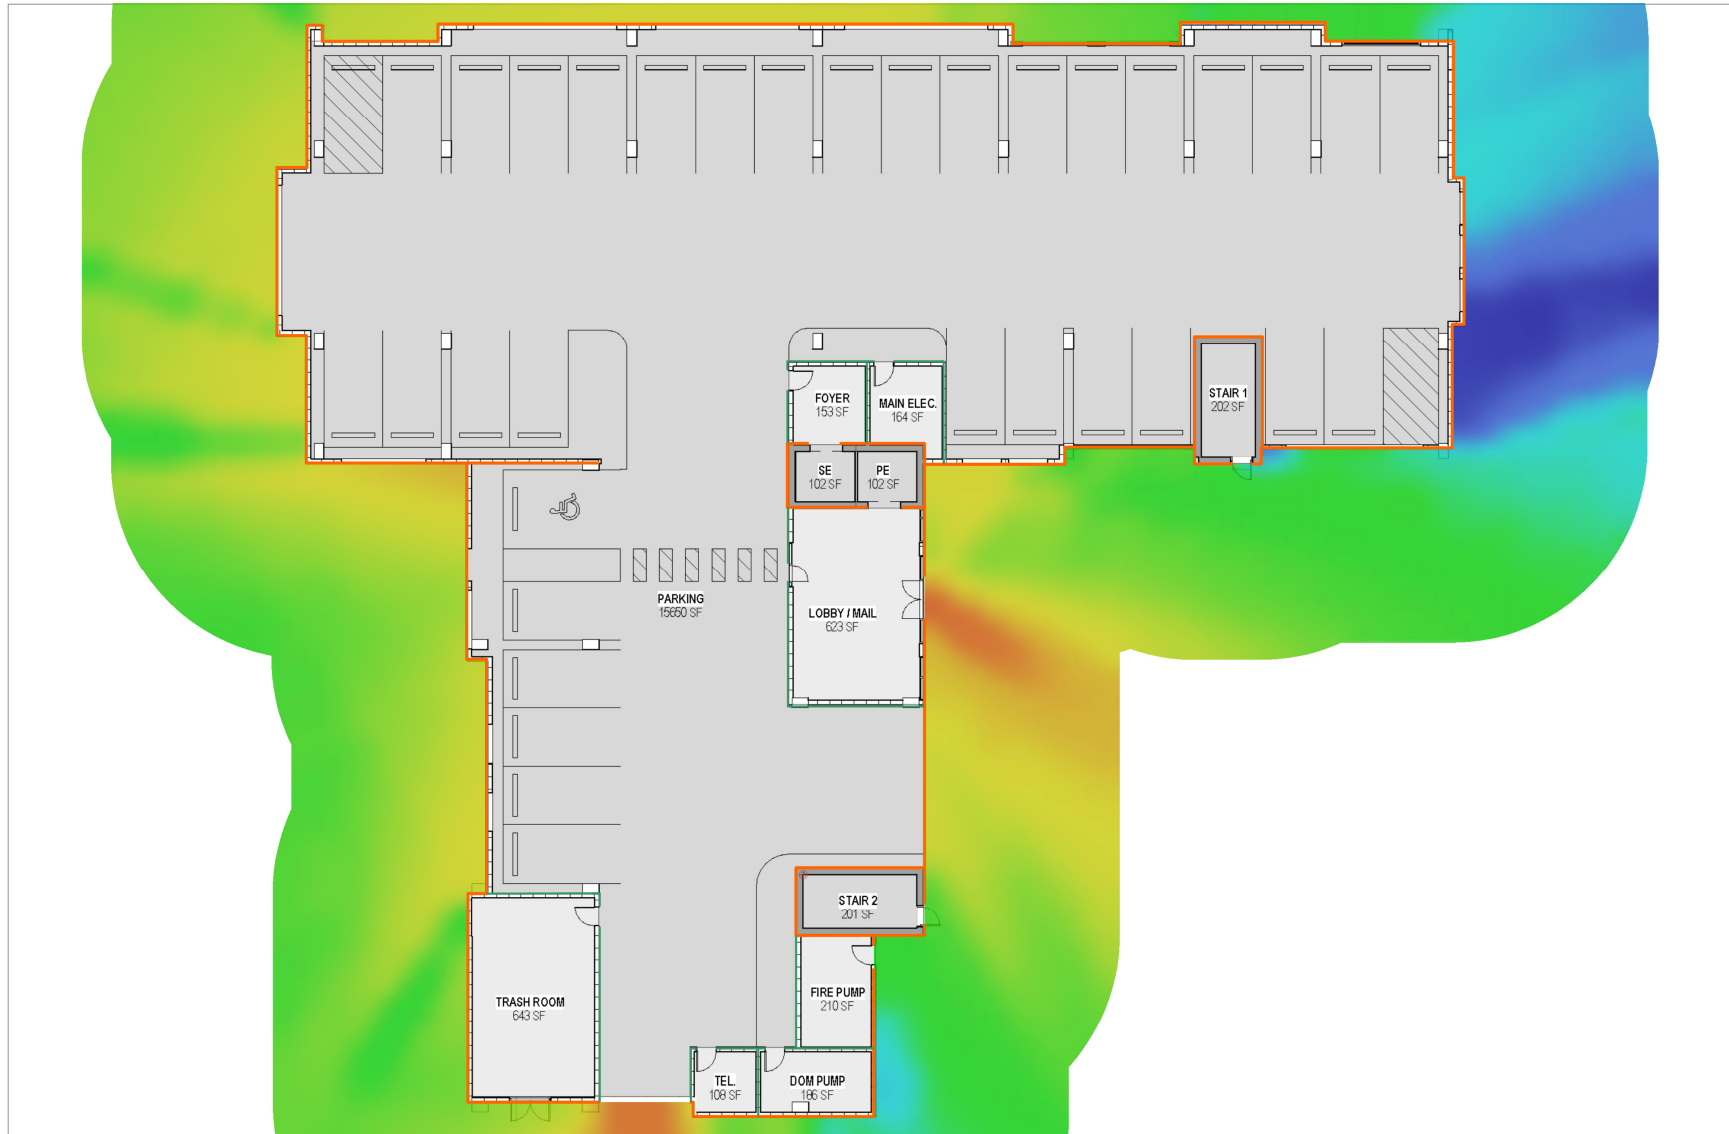 STAIR 1
202 SF
FOYER
153 SF
MAIN ELEC.
164 SF
SE
102 SF
PE
102 SF
PARKING
15650 SF
LOBBY / MAIL
623 SF
STAIR 2
201 SF
FIRE PUMP
210 SF
TRASH ROOM
643 SF
TEL.
108 SF
DOM PUMP
186 SF